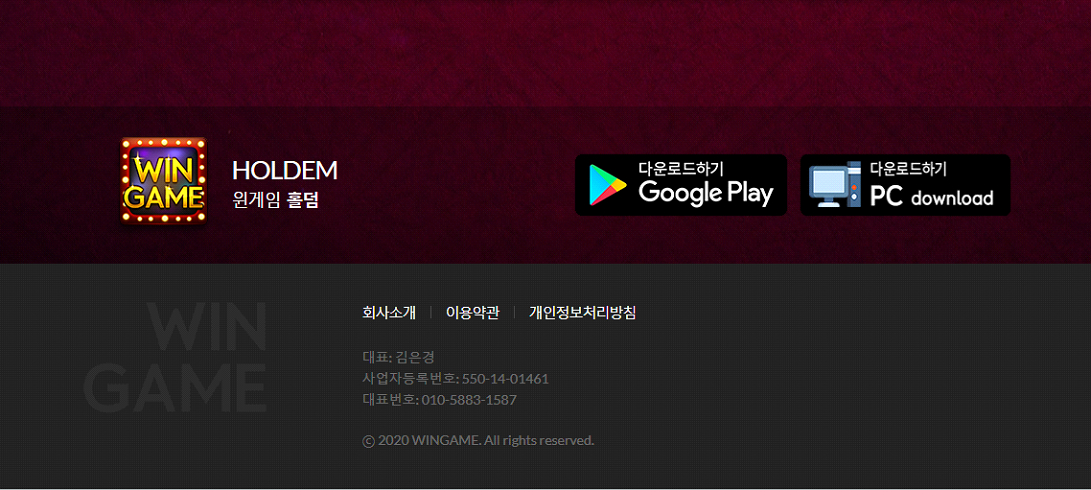 WIN
GAME
HOLDEM
윈게임 홀덤
다운로드하기
Google Play
다운로드하기
PC download
WIN
GAME
회사소개 | 이용약관 | 개인정보처리방침
대표: 김은경
사업자등록번호: 550-14-01461
대표번호: 010-5883-1587
© 2020 WINGAME. All rights reserved.